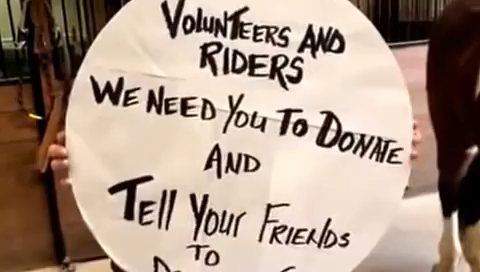 VOLUNTEERS AND
RIDERS
WE NEED YOU TO DONATE
AND
TELL YOUR FRIENDS
TO